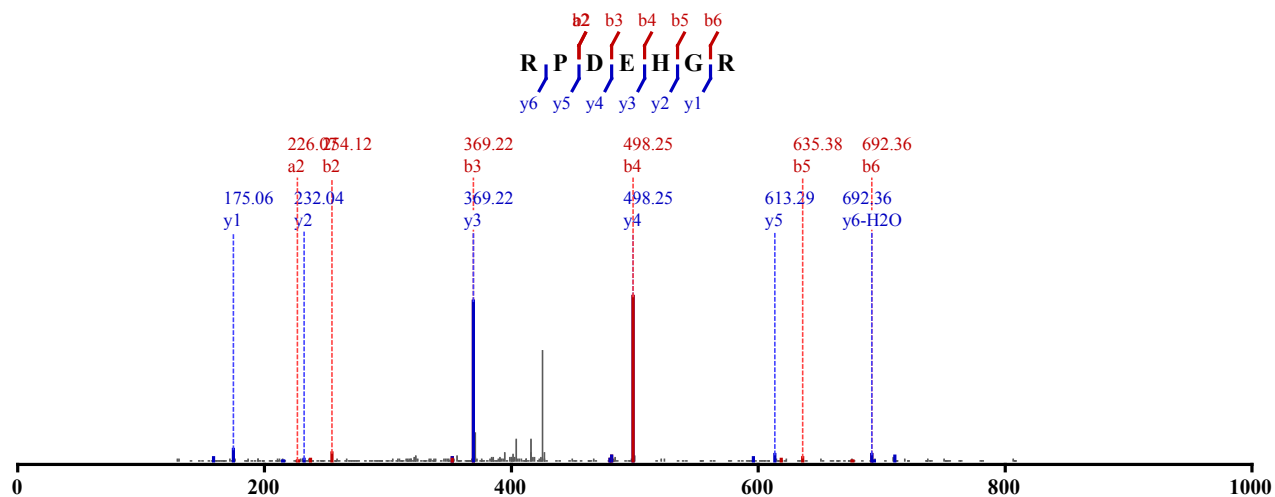 b2 b3 b4 b5 b6
R P D E H G R
y6 y5 y4 y3 y2 y1
254.12 369.22 498.25 635.38 692.36
a2 b2 b3 b4 b5 b6
175.06 232.04 369.22 498.25 613.29 692.36
y1 y2 y3 y4 y5 y6-H2O
0 200 400 600 800 1000